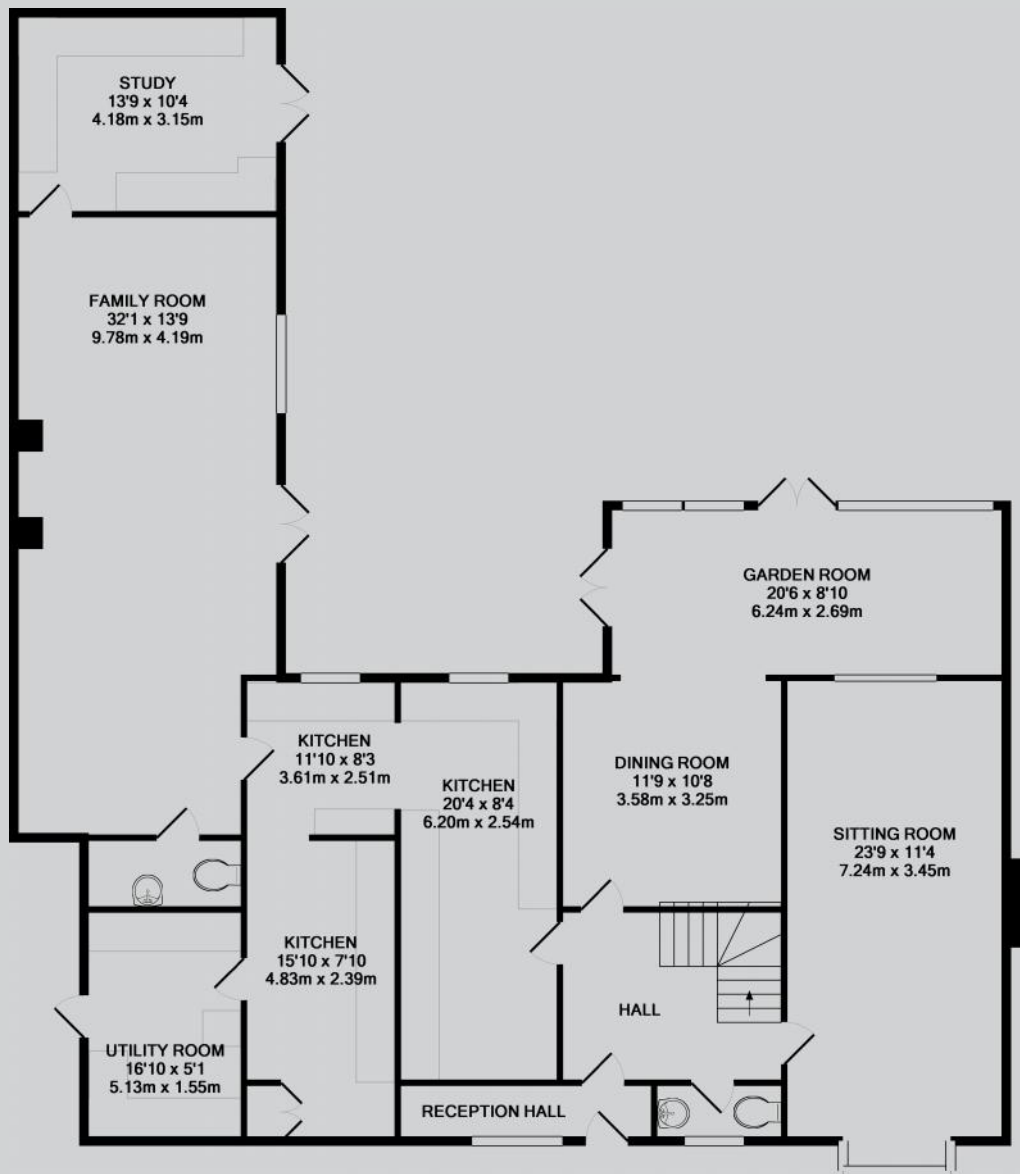 STUDY
13'9 x 10'4
4.18m x 3.15m
FAMILY ROOM
32'1 x 13'9
9.78m x 4.19m
GARDEN ROOM
20'6 x 8'10
6.24m x 2.69m
KITCHEN
11'10 x 8'3
3.61m x 2.51m
KITCHEN
20'4 x 8'4
6.20m x 2.54m
DINING ROOM
11'9 x 10'8
3.58m x 3.25m
SITTING ROOM
23'9 x 11'4
7.24m x 3.45m
KITCHEN
15'10 x 7'10
4.83m x 2.39m
HALL
UTILITY ROOM
16'10 x 5'1
5.13m x 1.55m
RECEPTION HALL